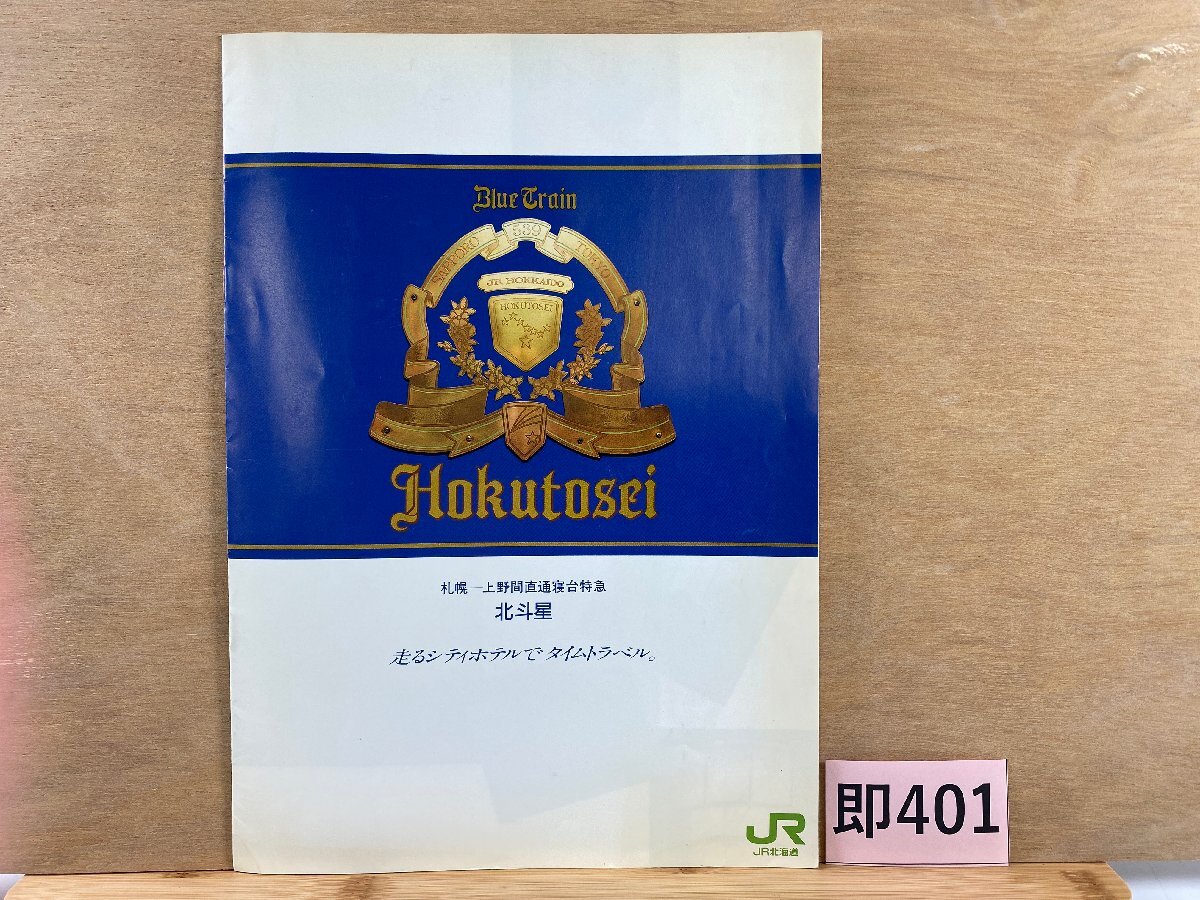 Blue Train
SAPPORO 539 TOKYO
JR HOKKAIDO
HOKUTOSEI
Hokutosei
札幌―上野間直通寝台特急
北斗星
走るシティホテルでタイムトラベル。
JR
JR北海道
即401